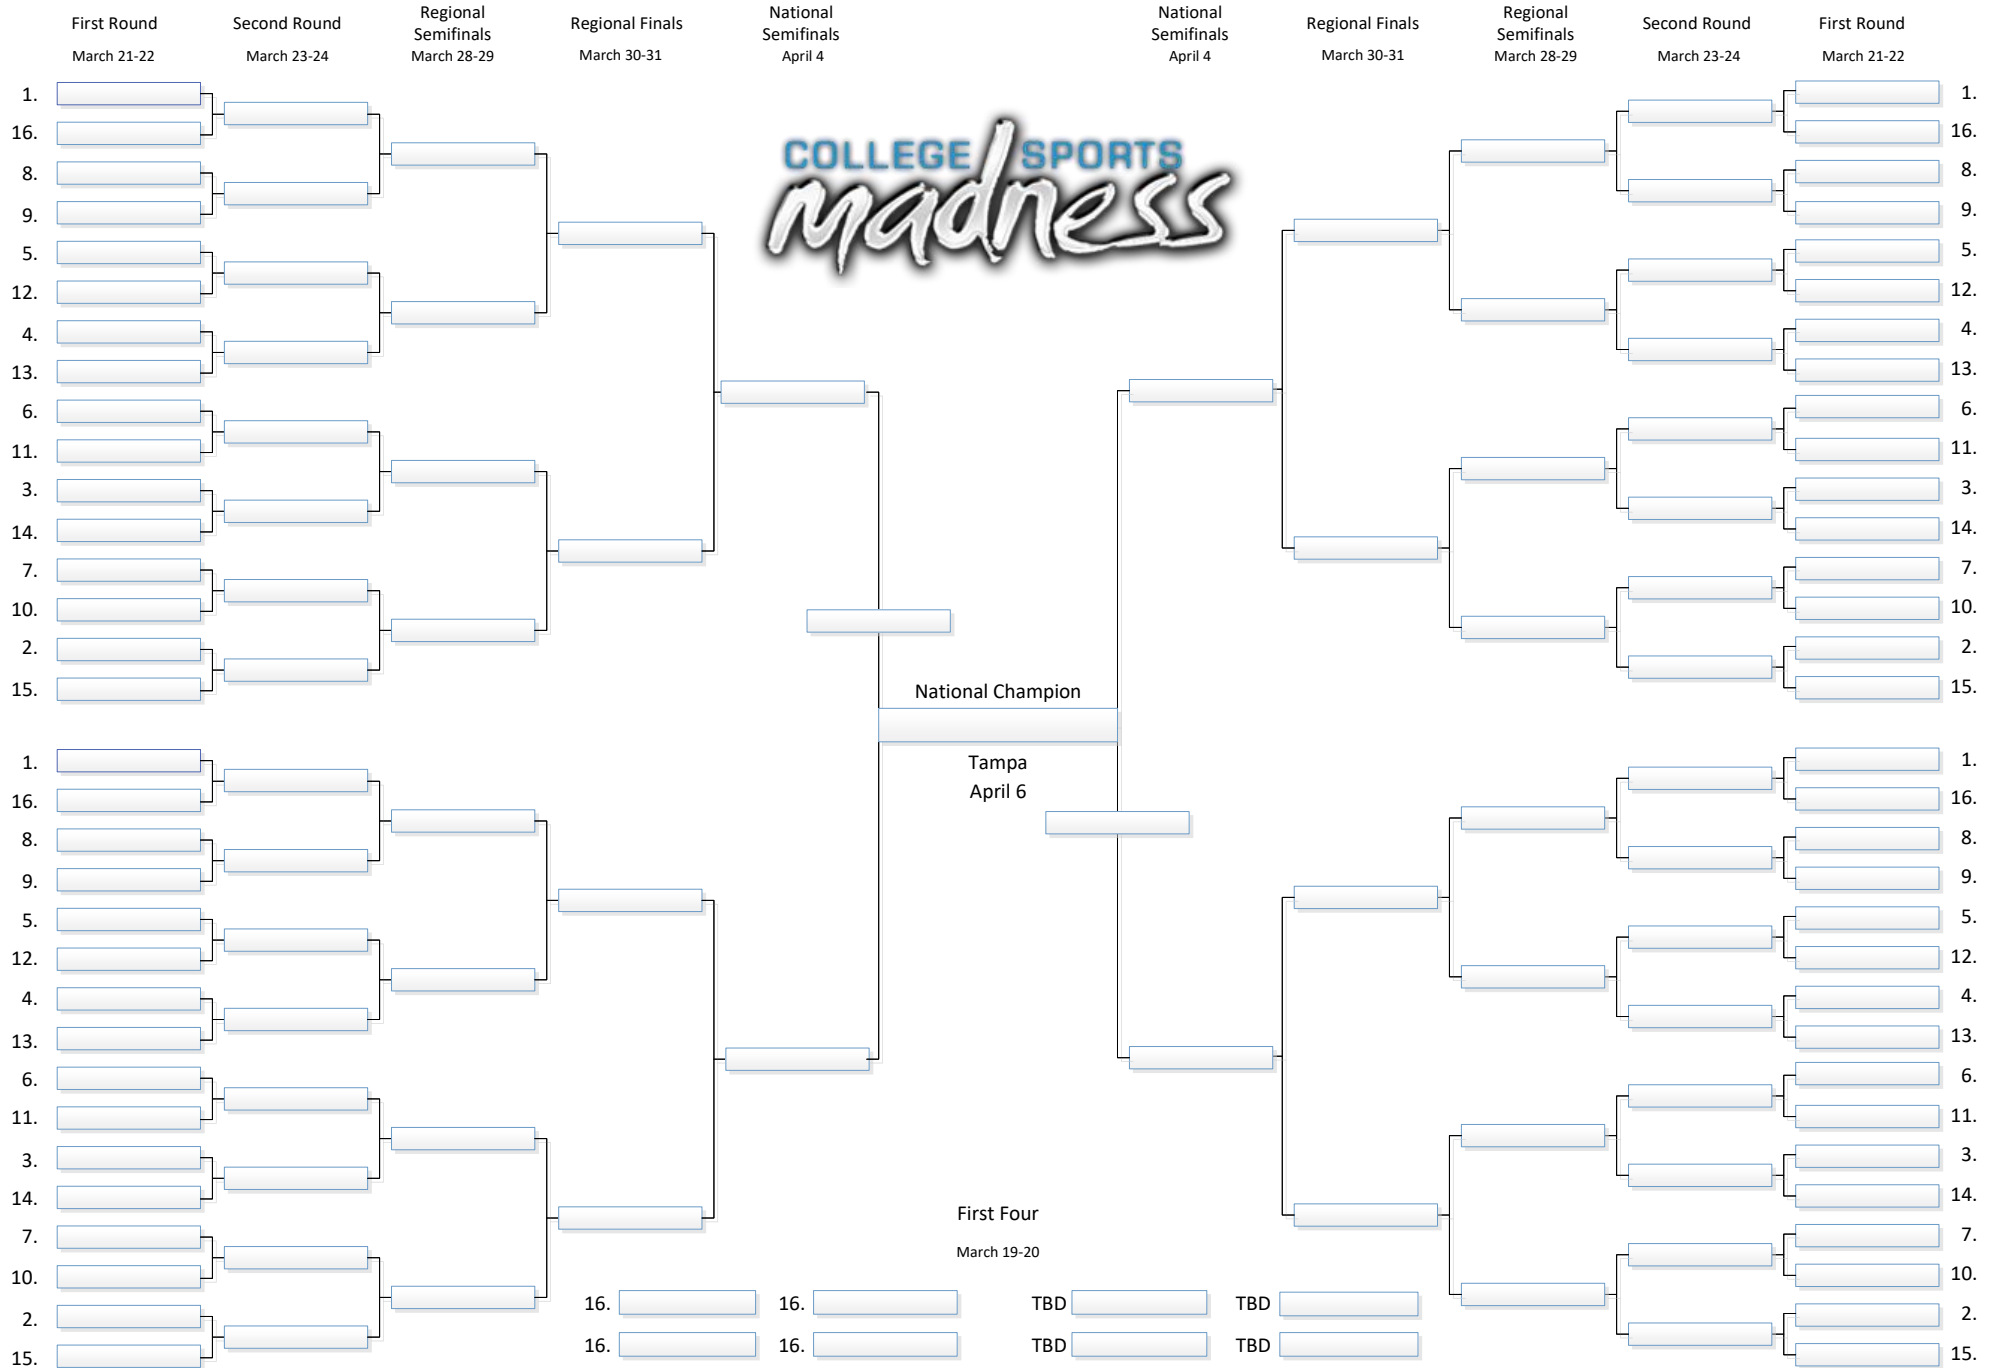 First Round
March 21-22
Second Round
March 23-24
Regional
Semifinals
March 28-29
Regional Finals
March 30-31
National
Semifinals
April 4
National
Semifinals
April 4
Regional Finals
March 30-31
Regional
Semifinals
March 28-29
Second Round
March 23-24
First Round
March 21-22
COLLEGE SPORTS
madness
1.
16.
8.
9.
5.
12.
4.
13.
6.
11.
3.
14.
7.
10.
2.
15.
1.
16.
8.
9.
5.
12.
4.
13.
6.
11.
3.
14.
7.
10.
2.
15.
National Champion
Tampa
April 6
1.
16.
8.
9.
5.
12.
4.
13.
6.
11.
3.
14.
7.
10.
2.
15.
1.
16.
8.
9.
5.
12.
4.
13.
6.
11.
3.
14.
7.
10.
2.
15.
First Four
March 19-20
16. 16. TBD TBD
16. 16. TBD TBD